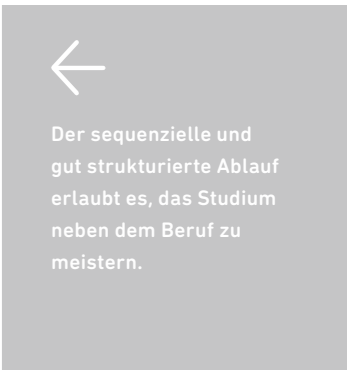 Der sequenzielle und
gut strukturierte Ablauf
erlaubt es, das Studium
neben dem Beruf zu
meistern.